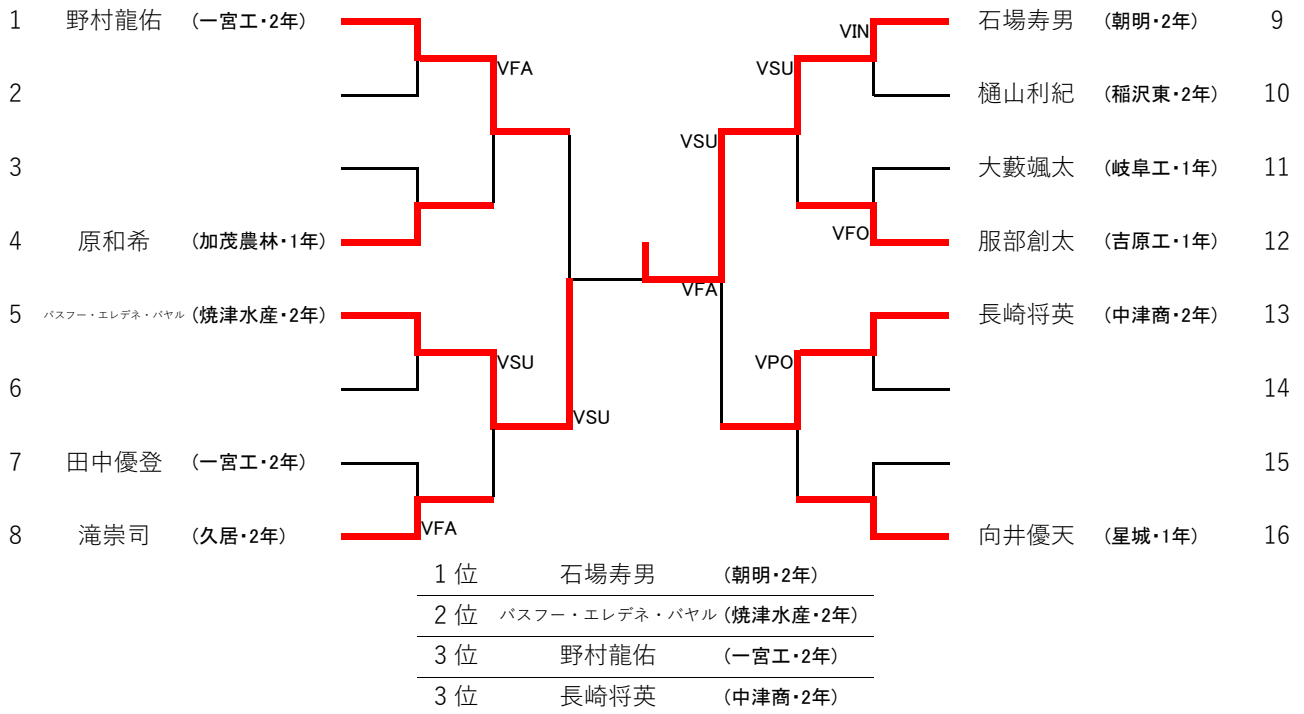 1 野村龍佑 (一宮工・2年)
VFA
2
3
4 原和希 (加茂農林・1年)
5 バスフー・エレデネ・バヤル (焼津水産・2年)
VSU
6
VSU
7 田中優登 (一宮工・2年)
8 滝崇司 (久居・2年)
VFA
VIN 石場寿男 (朝明・2年) 9
VSU
樋山利紀 (稲沢東・2年) 10
VSU
大藪颯太 (岐阜工・1年) 11
VFO 服部創太 (吉原工・1年) 12
VFA
長崎将英 (中津商・2年) 13
VPO
14
15
向井優天 (星城・1年) 16
1位 石場寿男 (朝明・2年)
2位 バスフー・エレデネ・バヤル (焼津水産・2年)
3位 野村龍佑 (一宮工・2年)
3位 長崎将英 (中津商・2年)